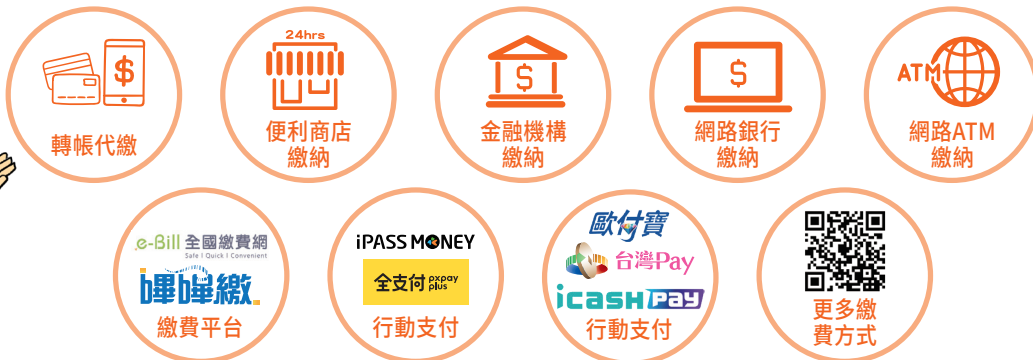 轉帳代繳
24hrs
$
便利商店
繳納
$
金融機構
繳納
$
網路銀行
繳納
ATM
網路ATM
繳納
e-Bill 全國繳費網
Safe | Quick | Convenient
嗶嗶繳
繳費平台
iPASS MONEY
全支付 pxpay plus
行動支付
歐付寶
台灣Pay
icash PAY
行動支付
更多繳
費方式